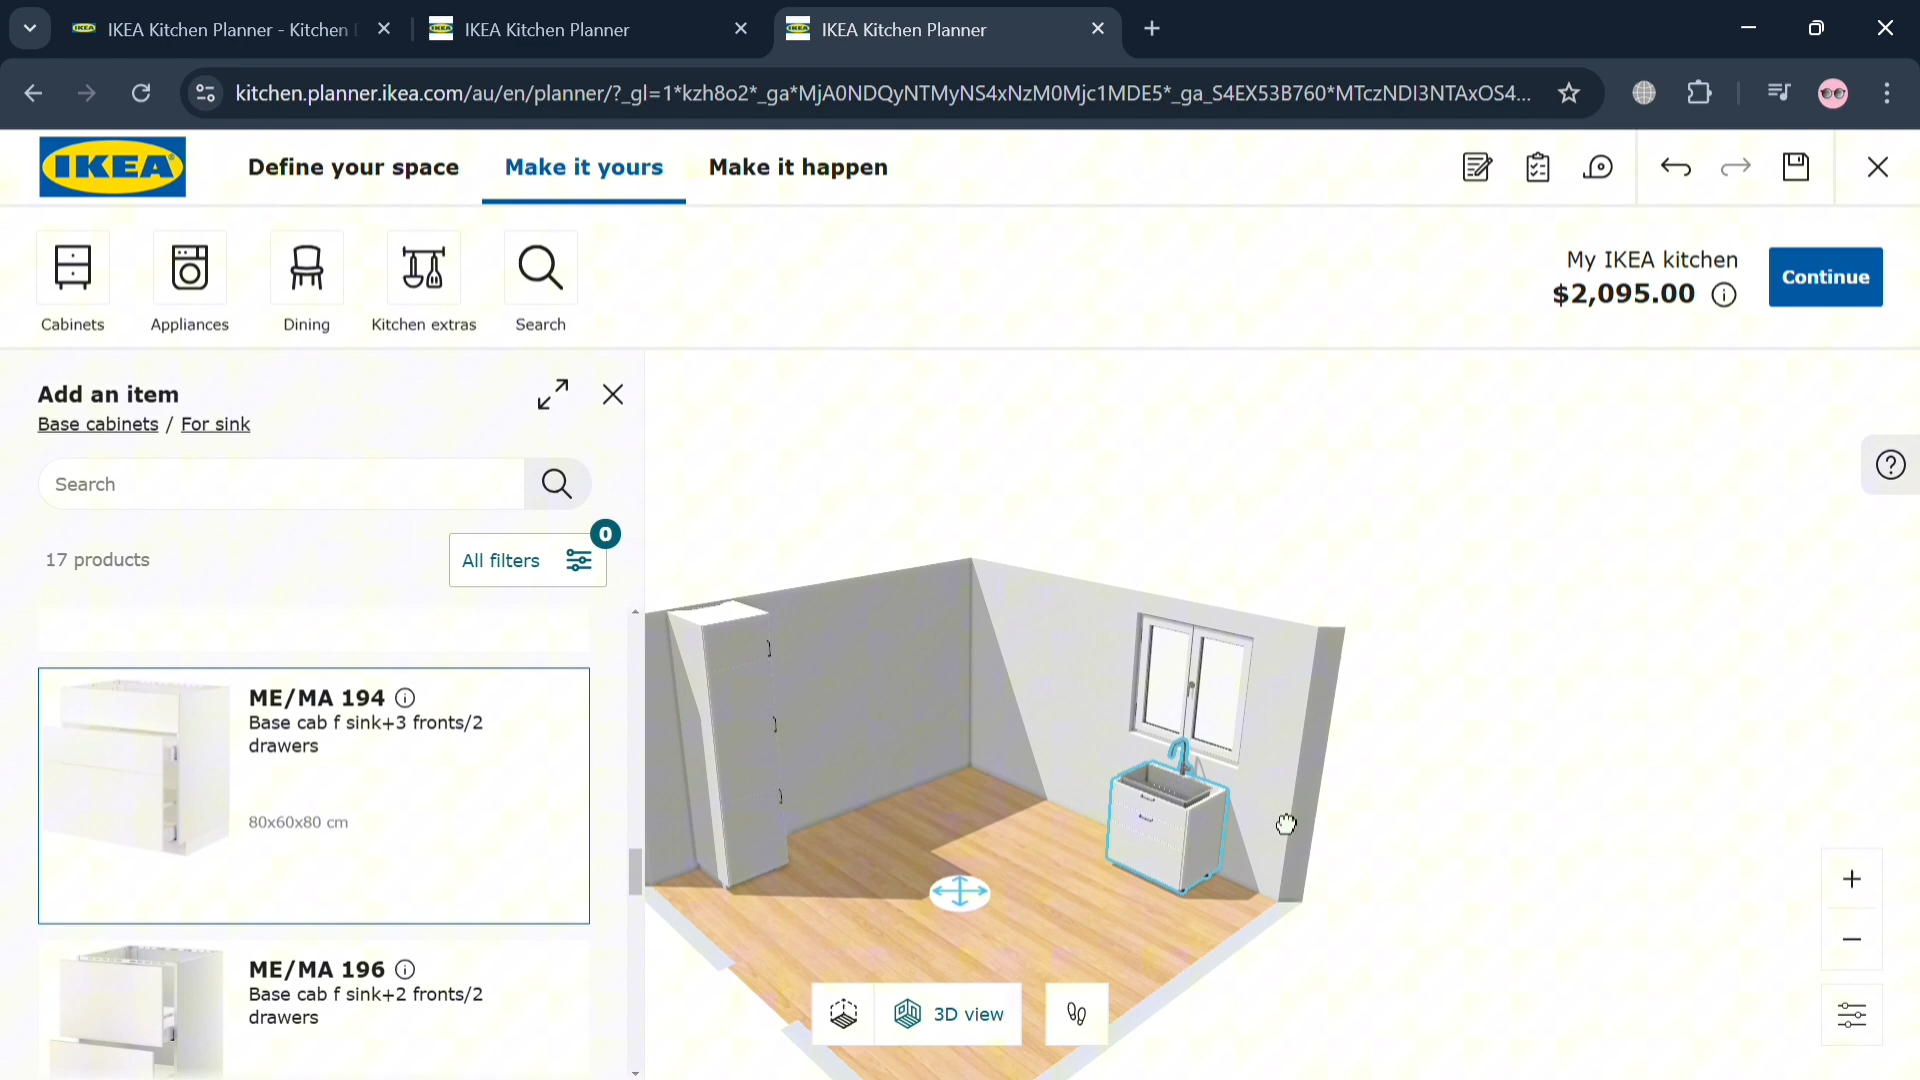 IKEA Kitchen Planner - Kitchen
IKEA Kitchen Planner
IKEA Kitchen Planner
kitchen.planner.ikea.com/au/en/planner/?_gl=1*kzh8o2*_ga*MjA0NDQyNTMyNS4xNzM0Mjc1MDE5*_ga_S4EX53B760*MTczNDI3NTAxOS4...
IKEA
Define your space
Make it yours
Make it happen
Cabinets
Appliances
Dining
Kitchen extras
Search
My IKEA kitchen
$2,095.00
Continue
Add an item
Base cabinets / For sink
Search
0
17 products
All filters
ME/MA 194
Base cab f sink+3 fronts/2
drawers
80x60x80 cm
ME/MA 196
Base cab f sink+2 fronts/2
drawers
3D view